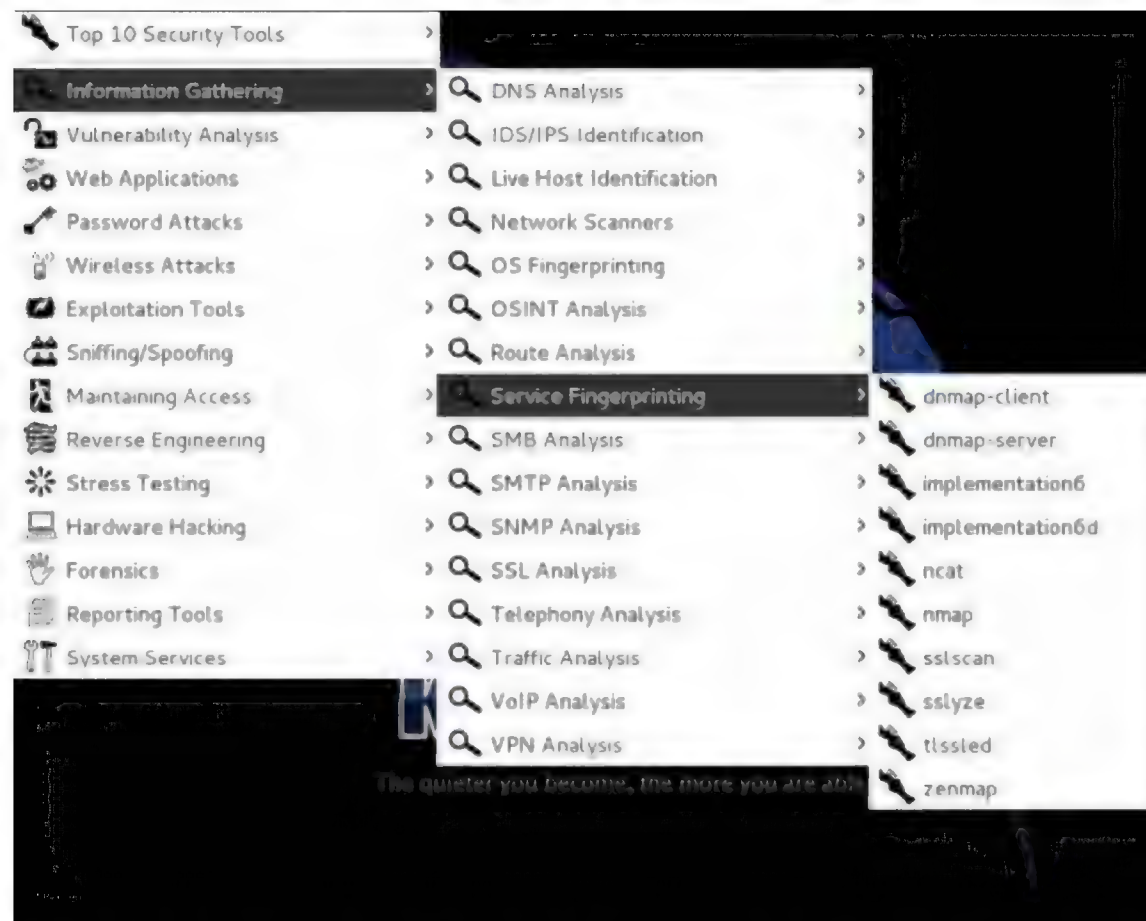 Top 10 Security Tools
Information Gathering
Vulnerability Analysis
Web Applications
Password Attacks
Wireless Attacks
Exploitation Tools
Sniffing/Spoofing
Maintaining Access
Reverse Engineering
Stress Testing
Hardware Hacking
Forensics
Reporting Tools
System Services
DNS Analysis
IDS/IPS Identification
Live Host Identification
Network Scanners
OS Fingerprinting
OSINT Analysis
Route Analysis
Service Fingerprinting
SMB Analysis
SMTP Analysis
SNMP Analysis
SSL Analysis
Telephony Analysis
Traffic Analysis
VoIP Analysis
VPN Analysis
dnmap-client
dnmap-server
implementation6
implementation6d
ncat
nmap
sslscan
sslyze
tlssled
zenmap
The quieter you become, the more you are abl